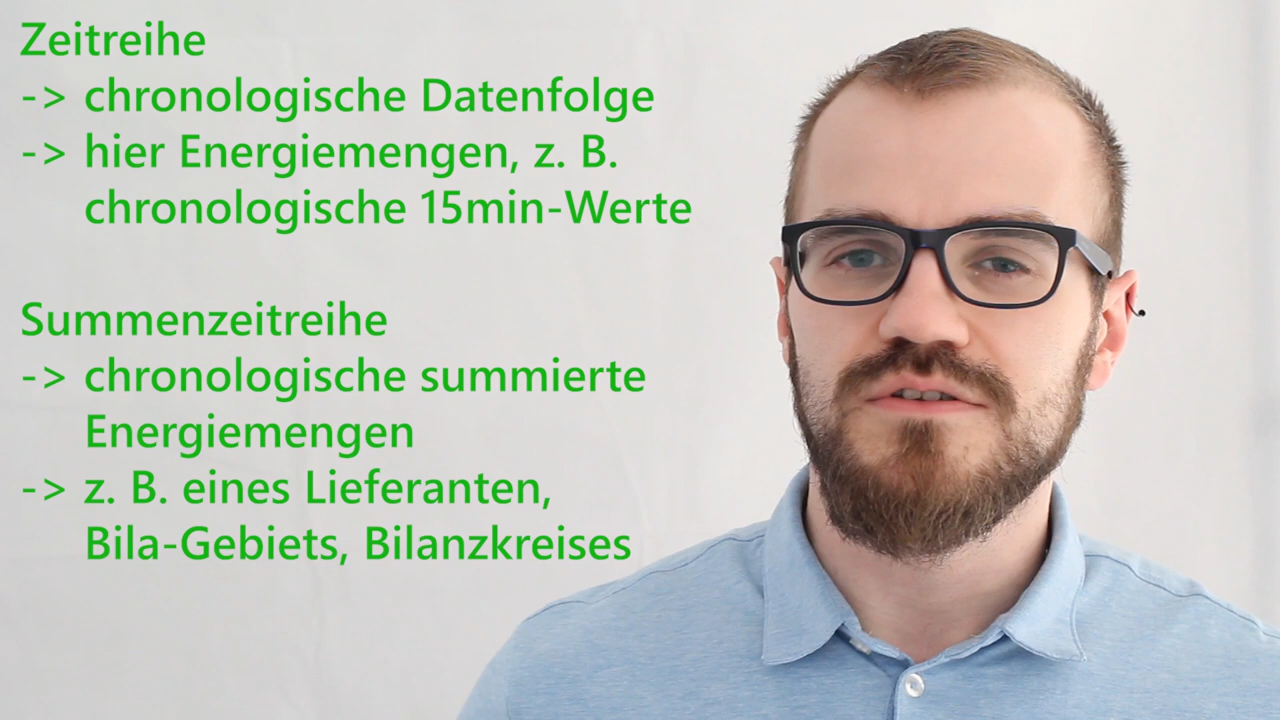 Zeitreihe
-> chronologische Datenfolge
-> hier Energiemengen, z. B.
chronologische 15min-Werte
Summenzeitreihe
-> chronologische summierte
Energiemengen
-> z. B. eines Lieferanten,
Bila-Gebiets, Bilanzkreises